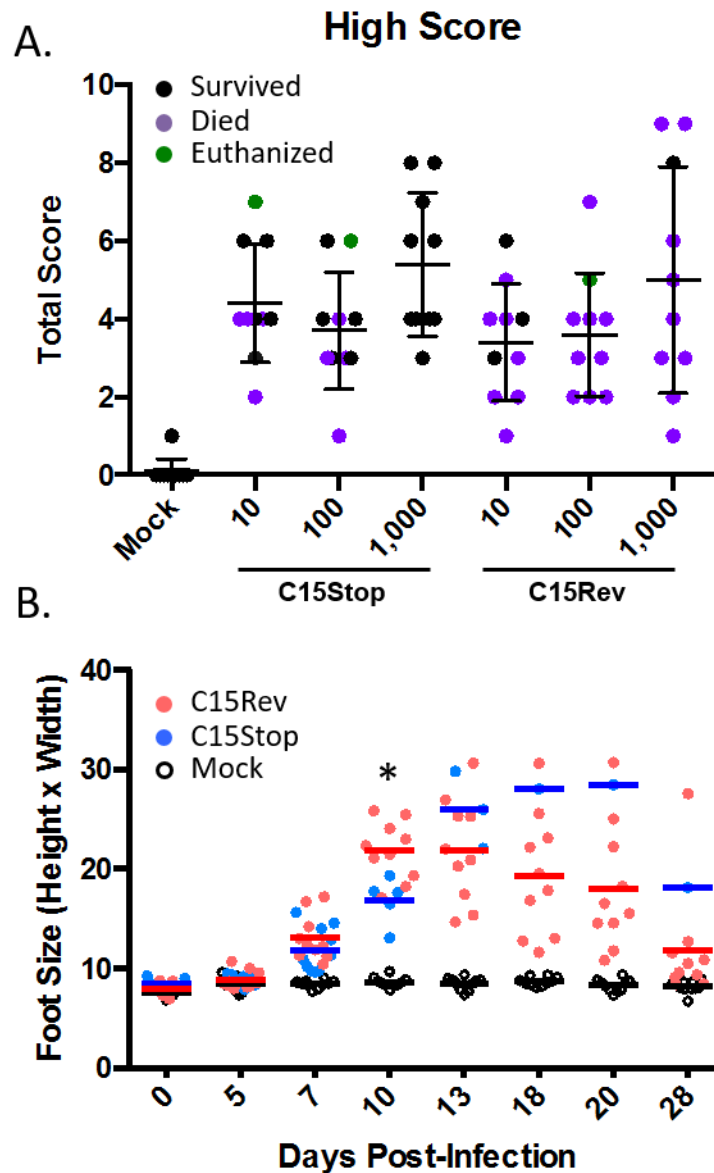 A.
High Score
Survived
Died
Euthanized
Total Score
10
8
6
4
2
0
Mock
10
100
1,000
10
100
1,000
C15Stop
C15Rev
B.
C15Rev
C15Stop
Mock
*
Foot Size (Height x Width)
40
30
20
10
0
0
5
7
10
13
18
20
28
Days Post-Infection